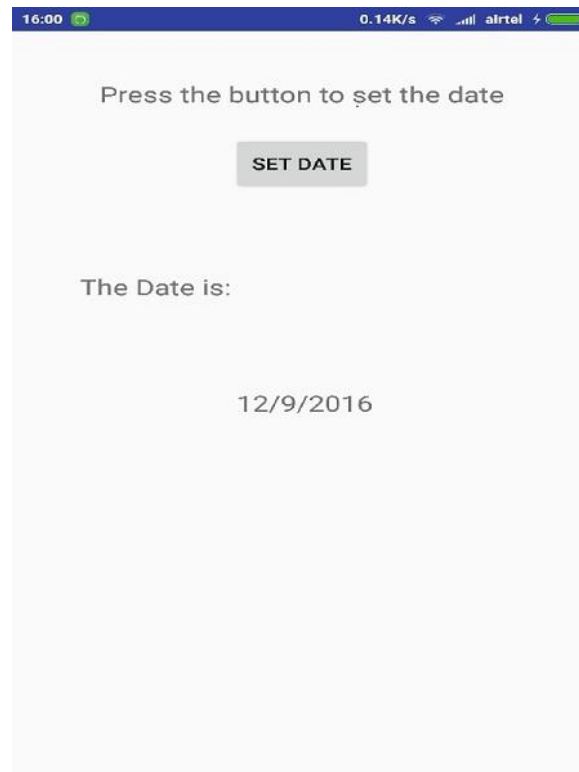 16:00 0.14K/s airtel
Press the button to set the date
SET DATE
The Date is:
12/9/2016